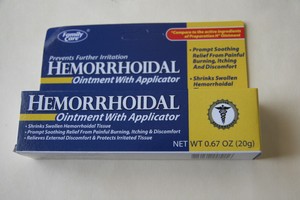 Family Care
Prevents Further Irritation
HEMORRHOIDAL
Ointment With Applicator
"Compare to the active ingredients
of Preparation H® Ointment
• Prompt Soothing
Relief From Painful
Burning, Itching
And Discomfort
• Shrinks Swollen
Hemorrhoidal
HEMORRHOIDAL
Ointment With Applicator
• Shrinks Swollen Hemorrhoidal Tissue
• Prompt Soothing Relief From Painful Burning, Itching & Discomfort
• Relieves External Discomfort & Protects Irritated Tissue
NET WT 0.67 OZ (20g)